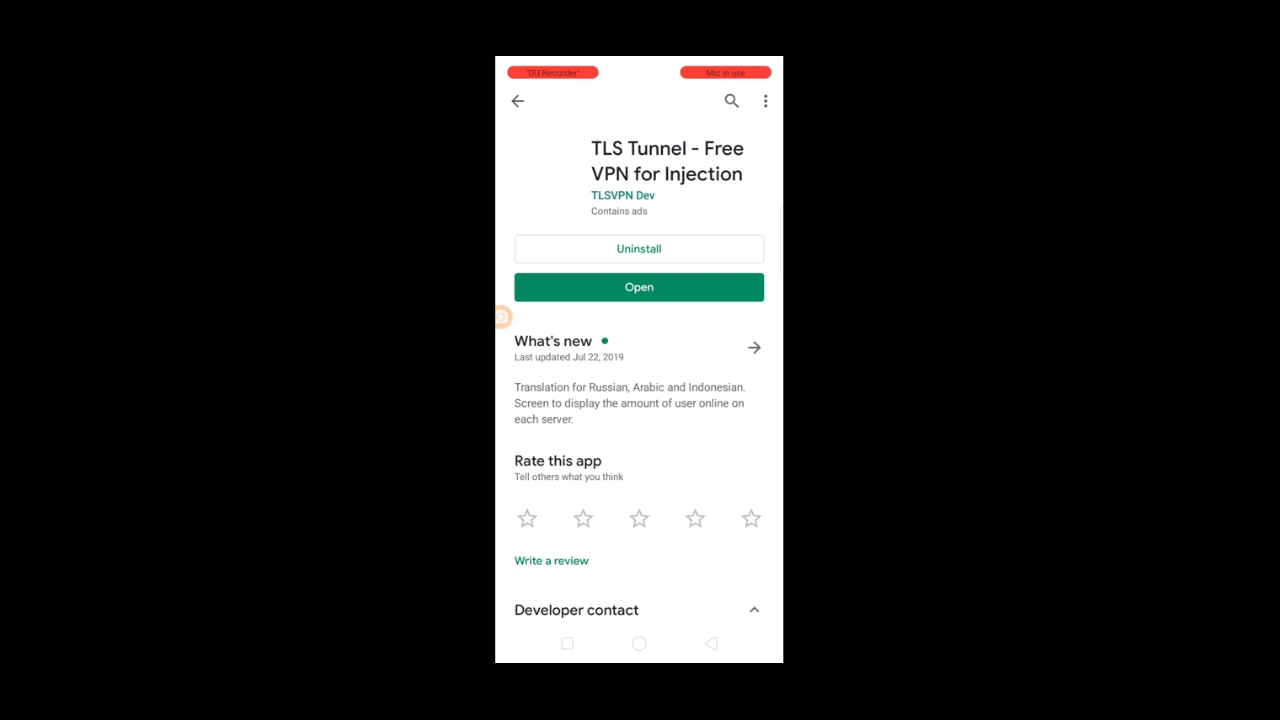 "DU Recorder"
Mic in use
TLS Tunnel - Free
VPN for Injection
TLSVPN Dev
Contains ads
Uninstall
Open
What's new
Last updated Jul 22, 2019
Translation for Russian, Arabic and Indonesian.
Screen to display the amount of user online on
each server.
Rate this app
Tell others what you think
Write a review
Developer contact